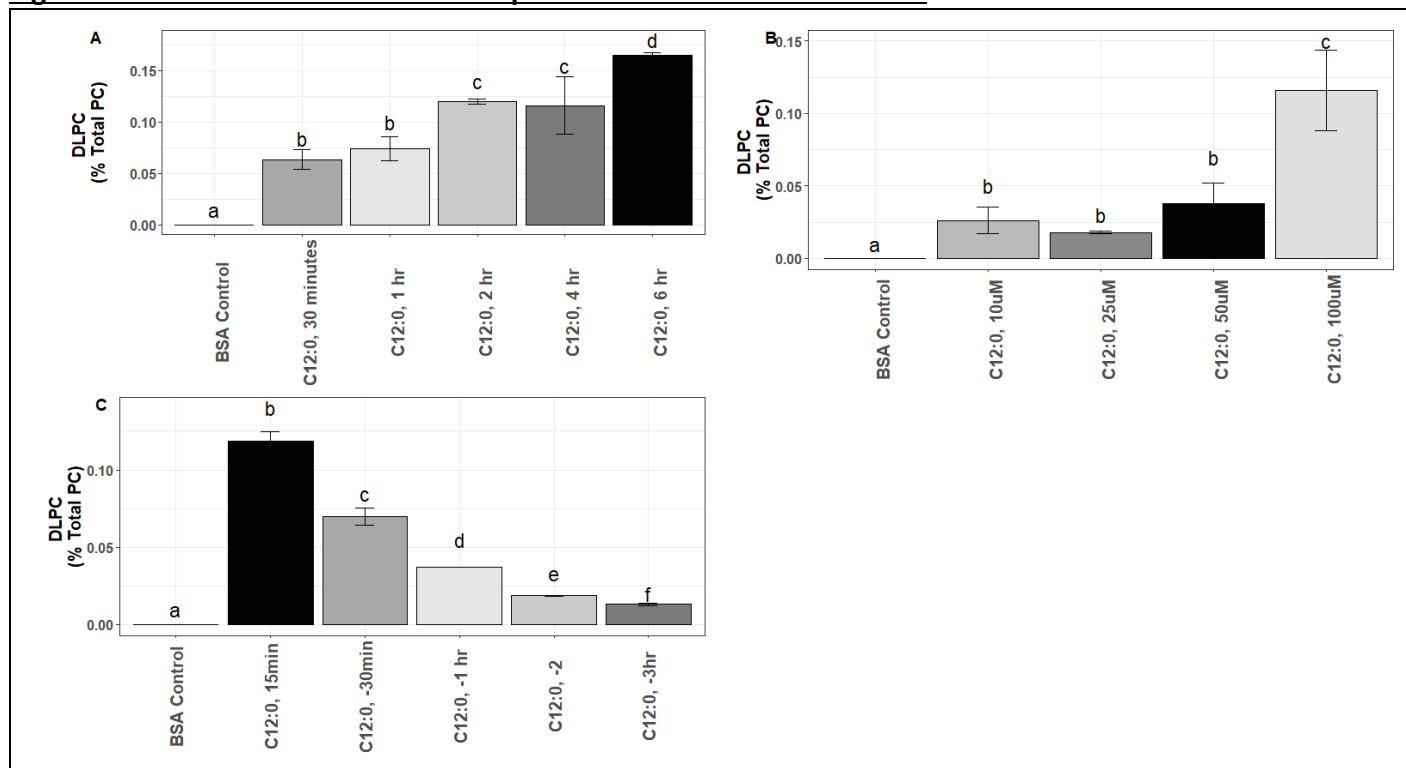 A
DLPC
(% Total PC)
0.15
0.10
0.05
0.00
a
b
b
c
c
d
BSA Control
C12:0, 30 minutes
C12:0, 1 hr
C12:0, 2 hr
C12:0, 4 hr
C12:0, 6 hr
B
DLPC
(% Total PC)
0.15
0.10
0.05
0.00
a
b
b
b
c
BSA Control
C12:0, 10uM
C12:0, 25uM
C12:0, 50uM
C12:0, 100uM
C
DLPC
(% Total PC)
0.10
0.05
0.00
a
b
c
d
e
f
BSA Control
C12:0, 15min
C12:0, -30min
C12:0, -1 hr
C12:0, -2
C12:0, -3hr